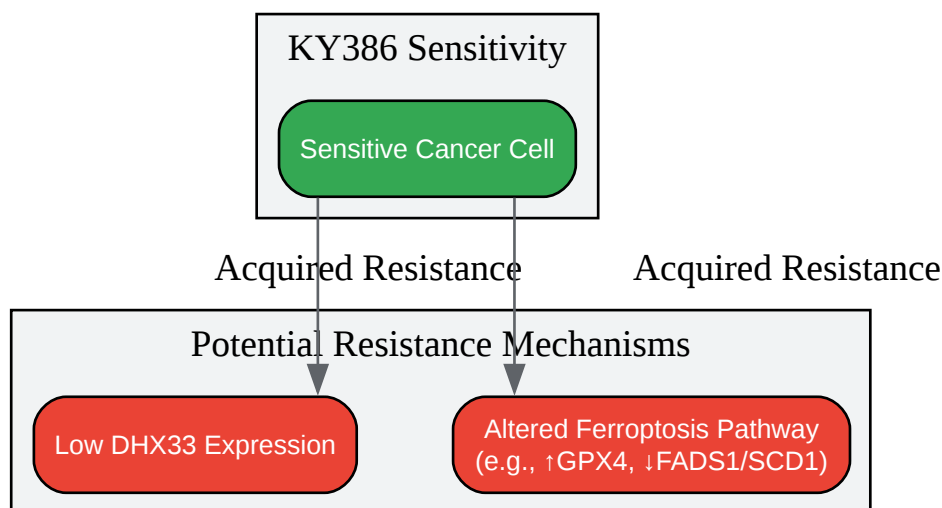 KY386 Sensitivity
Sensitive Cancer Cell
Acquired Resistance
Acquired Resistance
Potential Resistance Mechanisms
Low DHX33 Expression
Altered Ferroptosis Pathway
(e.g., ↑GPX4, ↓FADS1/SCD1)